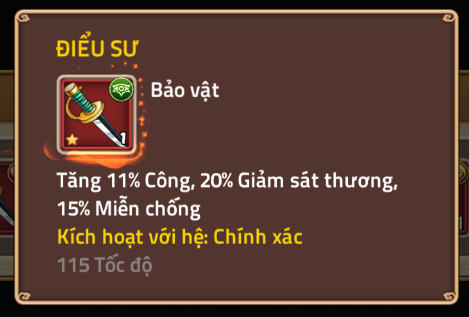 ĐIỂU SƯ
Bảo vật
1
Tăng 11% Công, 20% Giảm sát thương,
15% Miễn chống
Kích hoạt với hệ: Chính xác
115 Tốc độ